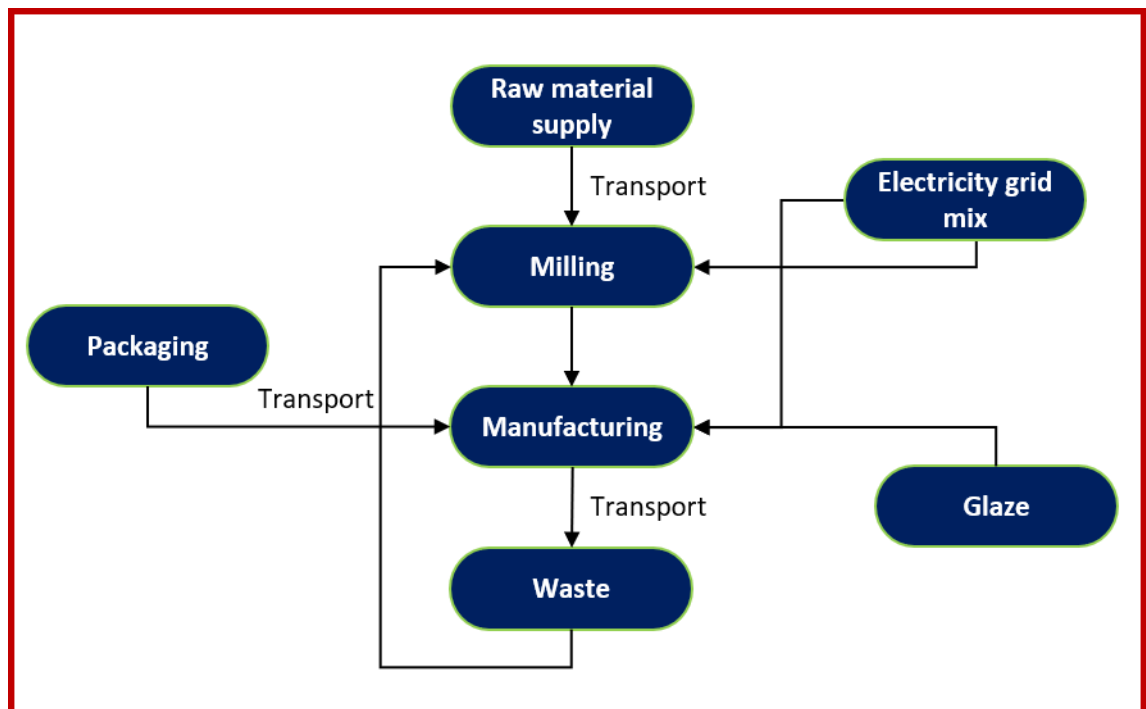 Raw material
supply
Transport
Electricity grid
mix
Milling
Packaging
Transport
Manufacturing
Transport
Glaze
Waste